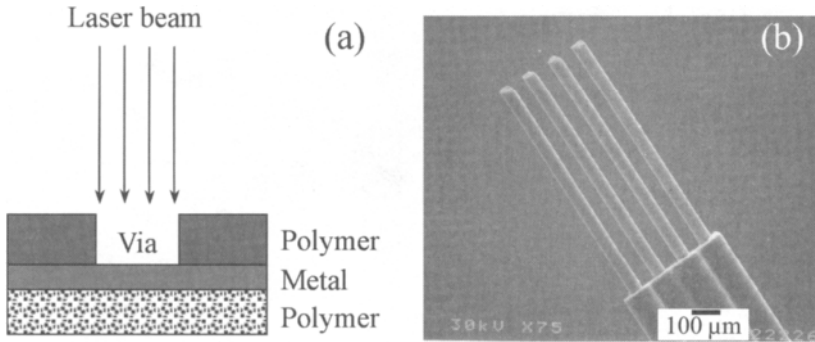 Laser beam
(a)
Via
Polymer
Metal
Polymer
(b)
30kV X75
100 µm